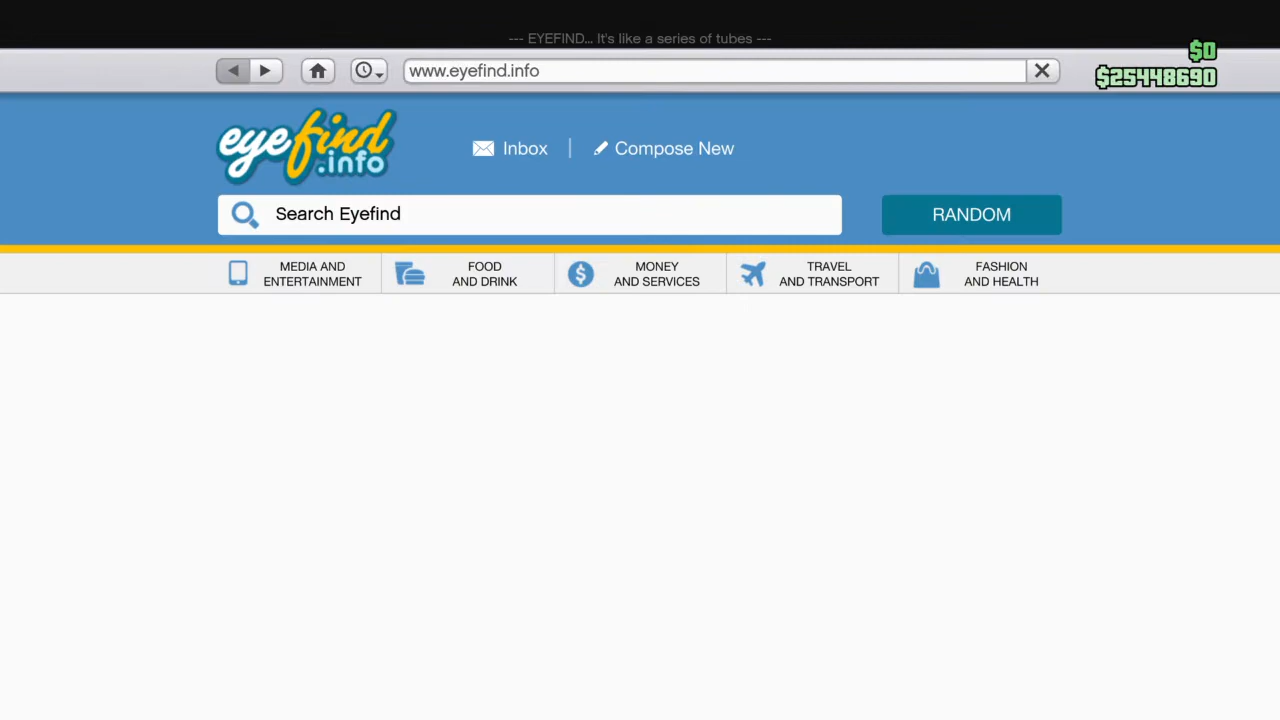 --- EYEFIND... It's like a series of tubes ---
$0
www.eyefind.info
$25448690
eyefind.info
Inbox
Compose New
Search Eyefind
RANDOM
MEDIA AND
ENTERTAINMENT
FOOD
AND DRINK
MONEY
AND SERVICES
TRAVEL
AND TRANSPORT
FASHION
AND HEALTH